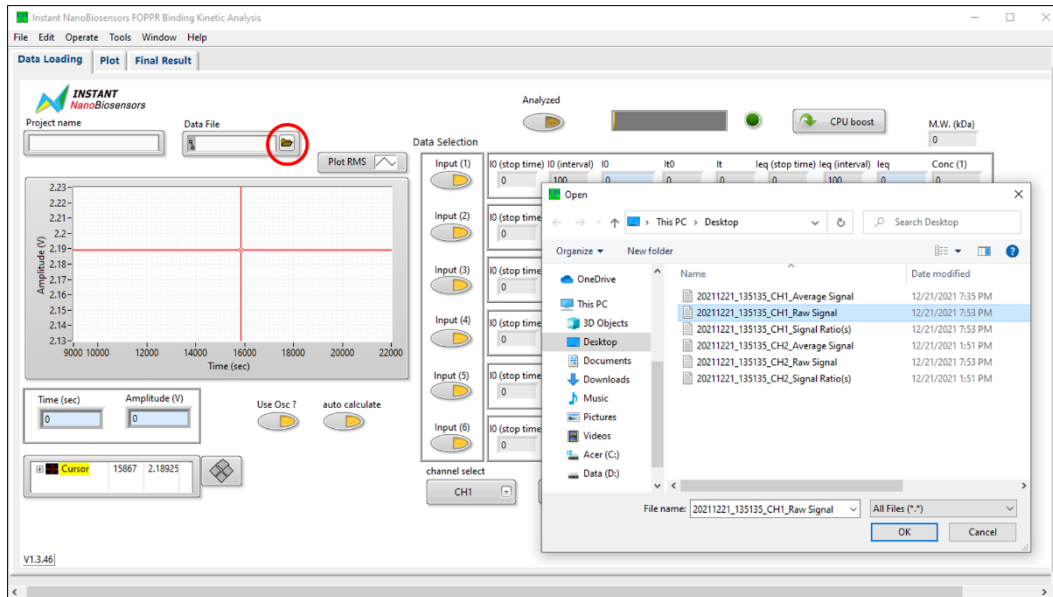 Instant NanoBiosensors FOPPR Binding Kinetic Analysis
File Edit Operate Tools Window Help
Data Loading Plot Final Result
INSTANT
NanoBiosensors
Project name
Data File
Plot RMS
Analyzed
CPU boost
M.W. (kDa)
0
Data Selection
Input (1)
I0 (stop time) I0 (interval) I0 It0 It Ieq (stop time) Ieq (interval) Ieq Conc (1)
0 100 0 0 0 0 100 0 0
Input (2)
I0 (stop time
0
Input (3)
I0 (stop time
0
Input (4)
I0 (stop time
0
Input (5)
I0 (stop time
0
Input (6)
I0 (stop time
0
channel select
CH1
Amplitude (V)
2.23
2.22
2.21
2.2
2.19
2.18
2.17
2.16
2.15
2.14
2.13
9000 10000 12000 14000 16000 18000 20000 22000
Time (sec)
Time (sec) Amplitude (V)
0 0
Use Osc ? auto calculate
Cursor 15867 2.18925
V1.3.46
Open
This PC > Desktop
Search Desktop
Organize New folder
OneDrive
This PC
3D Objects
Desktop
Documents
Downloads
Music
Pictures
Videos
Acer (C:)
Data (D:)
Name Date modified
20211221_135135_CH1_Average Signal 12/21/2021 7:35 PM
20211221_135135_CH1_Raw Signal 12/21/2021 7:53 PM
20211221_135135_CH1_Signal Ratio(s) 12/21/2021 7:53 PM
20211221_135135_CH2_Average Signal 12/21/2021 1:51 PM
20211221_135135_CH2_Raw Signal 12/21/2021 7:53 PM
20211221_135135_CH2_Signal Ratio(s) 12/21/2021 1:51 PM
File name: 20211221_135135_CH1_Raw Signal All Files (*.*)
OK Cancel